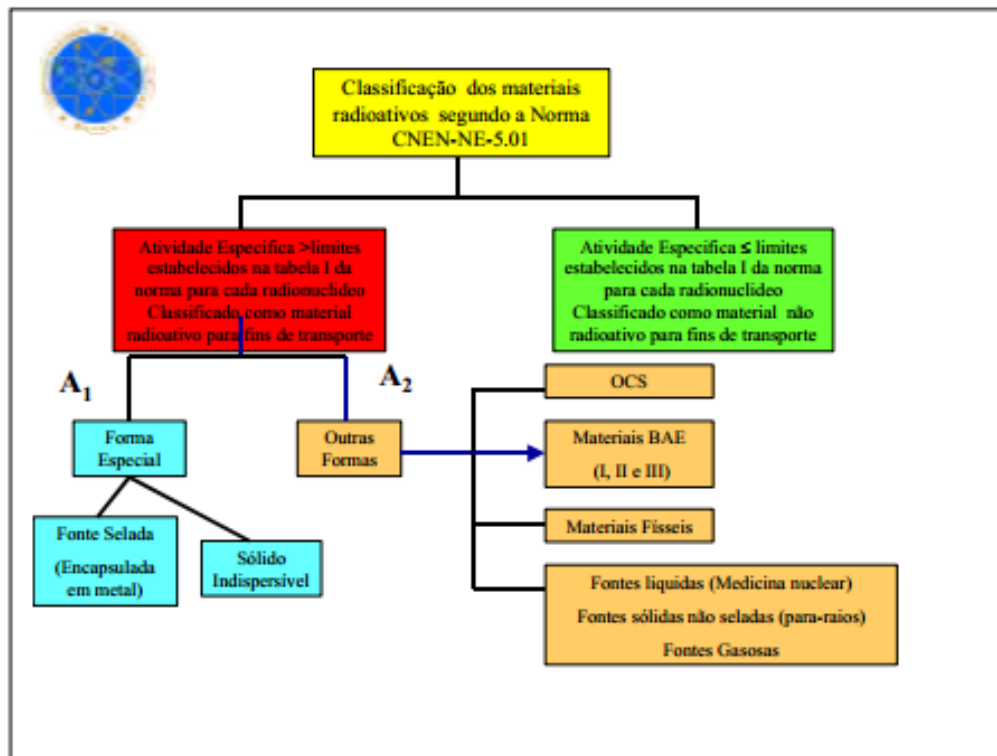 Classificação dos materiais
radioativos segundo a Norma
CNEN-NE-5.01
Atividade Especifica >limites
estabelecidos na tabela I da
norma para cada radionuclideo
Classificado como material
radioativo para fins de transporte
Atividade Especifica ≤ limites
estabelecidos na tabela I da norma
para cada radionuclideo
Classificado como material não
radioativo para fins de transporte
A1
A2
Forma
Especial
Outras
Formas
Fonte Selada
(Encapsulada
em metal)
Sólido
Indispersível
OCS
Materiais BAE
(I, II e III)
Materiais Físseis
Fontes liquidas (Medicina nuclear)
Fontes sólidas não seladas (para-raios)
Fontes Gasosas